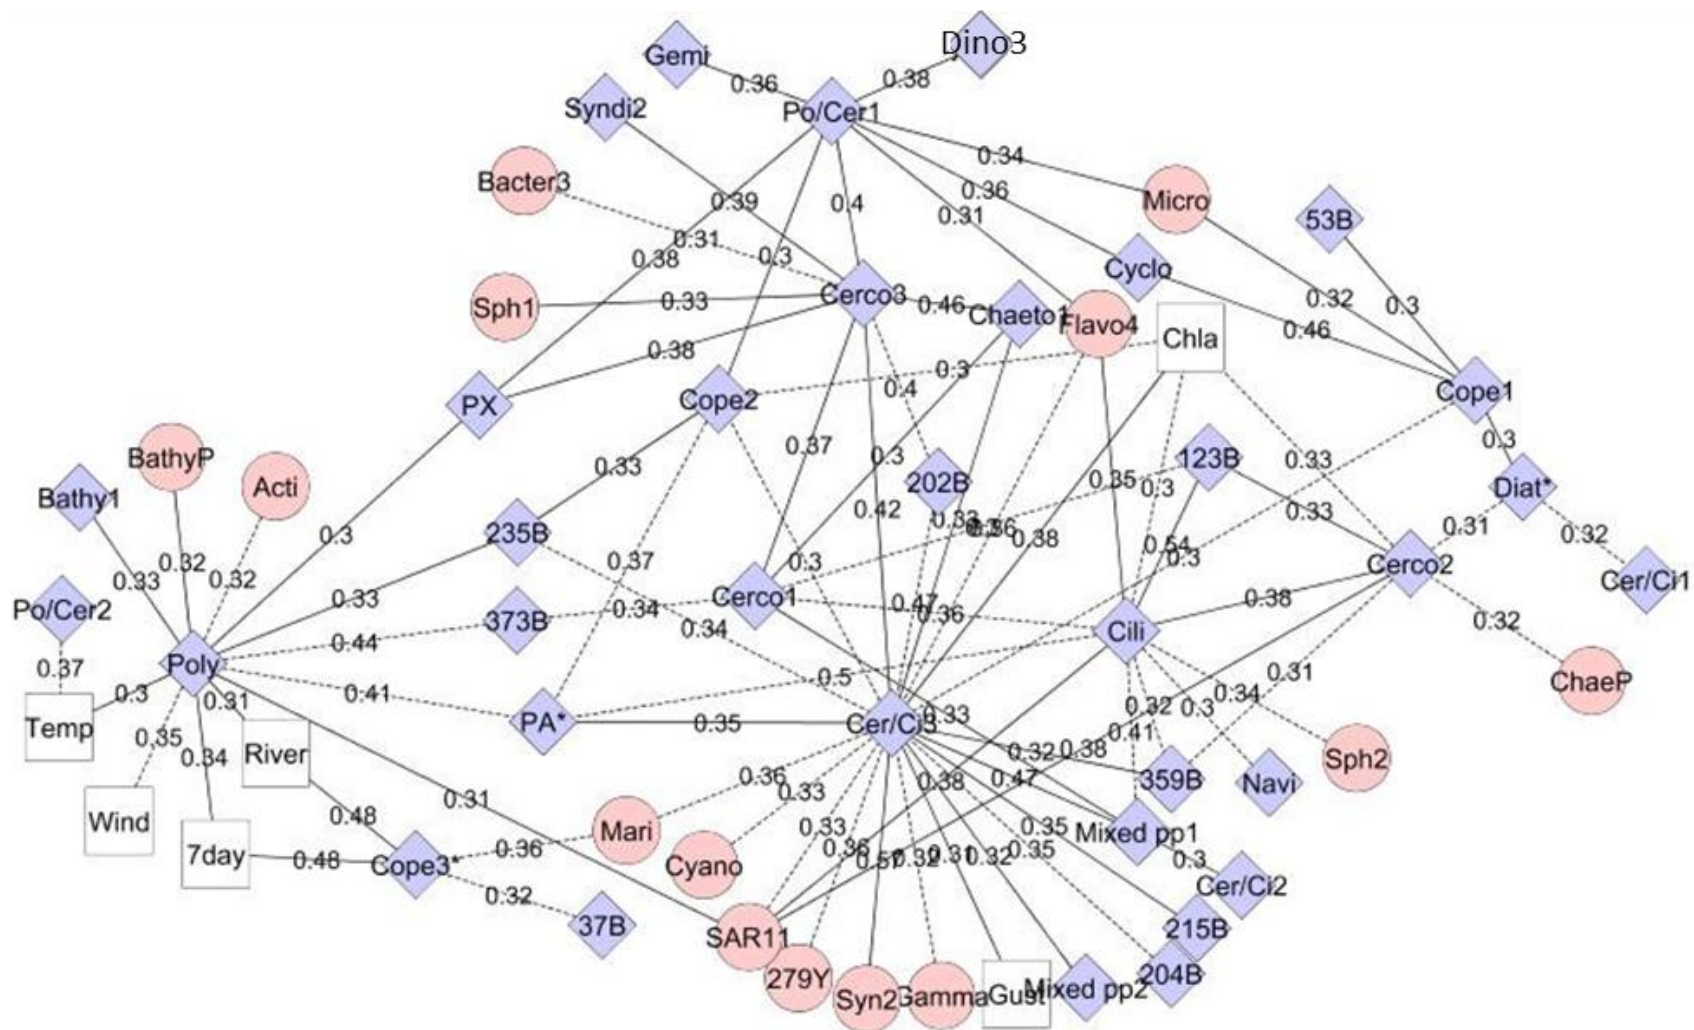 Gemi
Dino3
0.36
0.38
Syndi2
Po/Cer1
0.34
Bacter3
0.36
Micro
0.39
0.4
0.31
53B
0.31
0.3
0.38
Cyclo
Sph1
0.33
Cerco3
0.46
Chaeto1
Flavo4
Chla
0.32
0.3
0.46
0.38
0.3
0.4
PX
Cope2
Cope1
BathyP
0.37
0.3
0.33
0.3
Bathy1
Acti
0.33
202B
0.35
0.3
123B
Diat*
0.42
0.33
0.36
0.38
0.33
0.31
0.32
0.3
235B
0.54
0.3
0.32
0.33
0.32
0.37
0.3
Cerco2
Cer/Ci1
Po/Cer2
0.33
373B
0.34
Cerco1
0.47
0.36
0.38
0.32
0.44
0.34
Cili
0.37
Poly
0.3
0.31
0.41
0.5
0.31
ChaeP
Temp
0.35
0.34
River
PA*
0.35
Cer/Ci3
0.33
0.32
0.3
0.34
0.41
0.32
0.38
Sph2
0.36
0.33
0.38
0.47
359B
Navi
Wind
0.31
0.48
7day
0.48
Cope3*
0.36
Mari
Cyano
0.33
0.35
Mixed pp1
0.36
0.57
0.32
0.31
0.32
0.35
0.3
0.32
37B
Cer/Ci2
SAR11
215B
279Y
Syn2
Gamma
Gust
Mixed pp2
204B